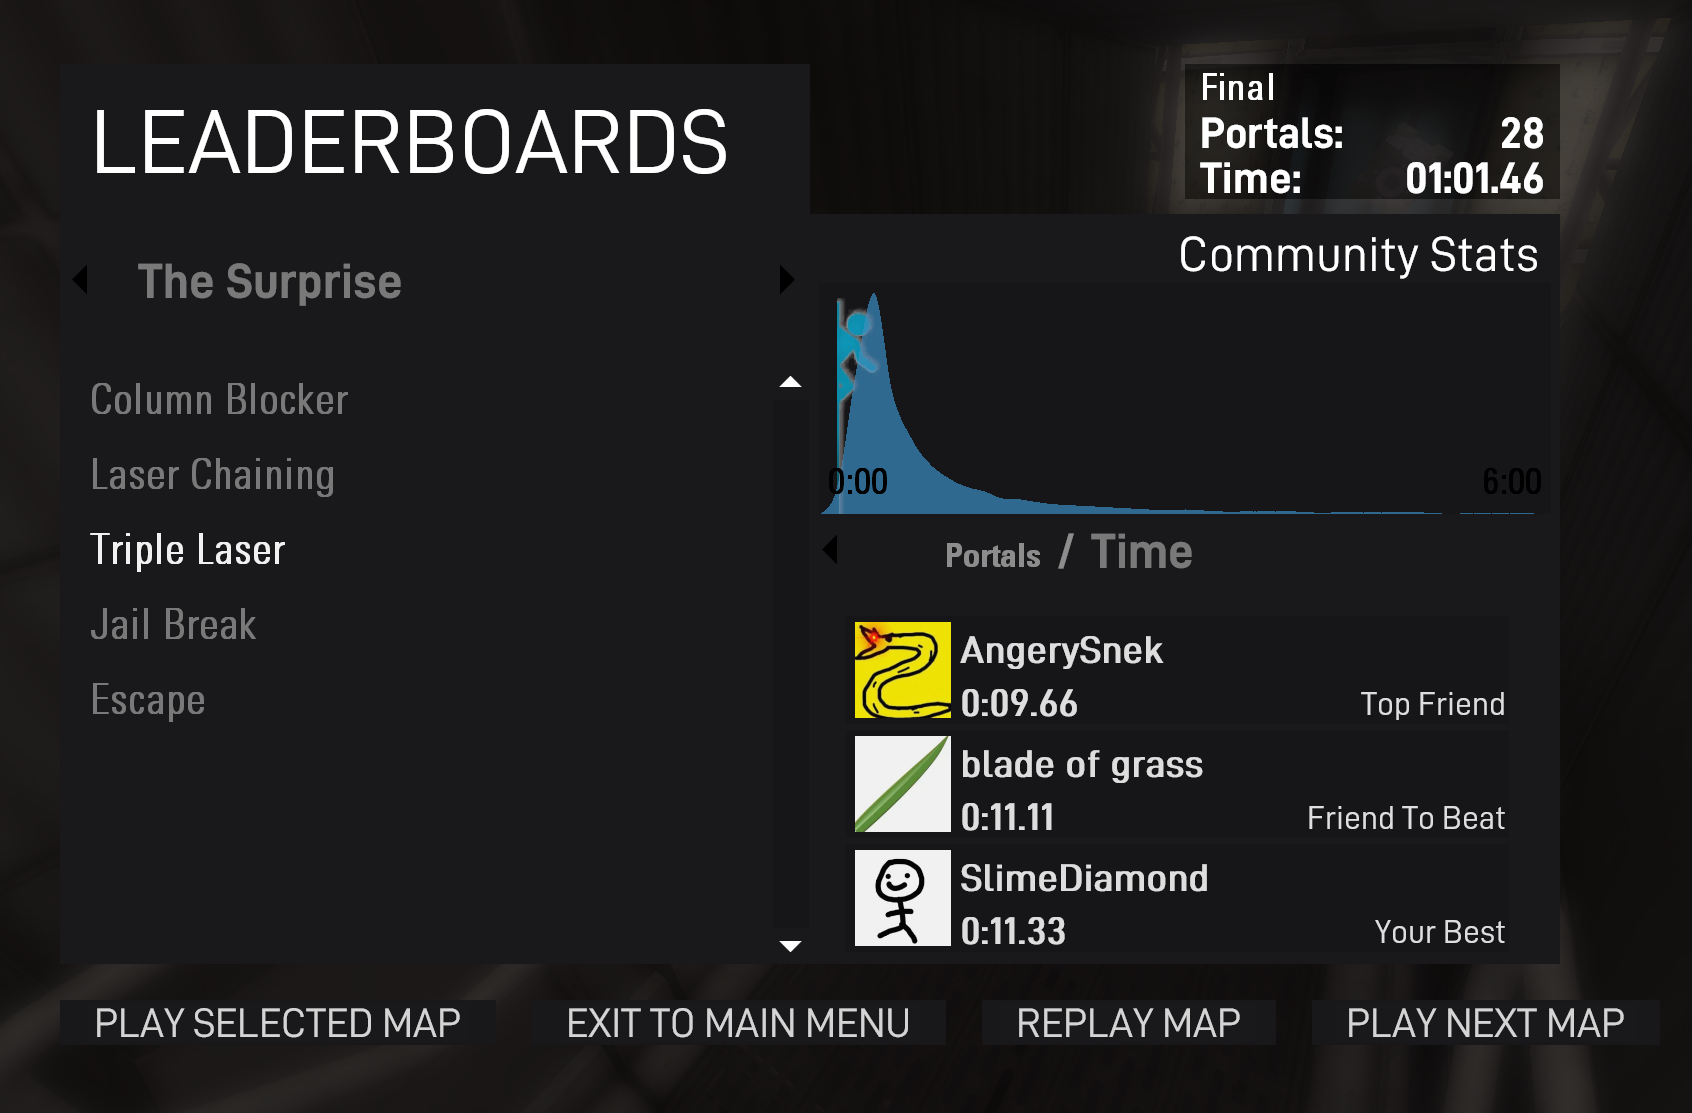 LEADERBOARDS
Final
Portals: 28
Time: 01:01.46
The Surprise
Column Blocker
Laser Chaining
Triple Laser
Jail Break
Escape
Community Stats
0:00 6:00
Portals / Time
AngerySnek
0:09.66 Top Friend
blade of grass
0:11.11 Friend To Beat
SlimeDiamond
0:11.33 Your Best
PLAY SELECTED MAP EXIT TO MAIN MENU REPLAY MAP PLAY NEXT MAP